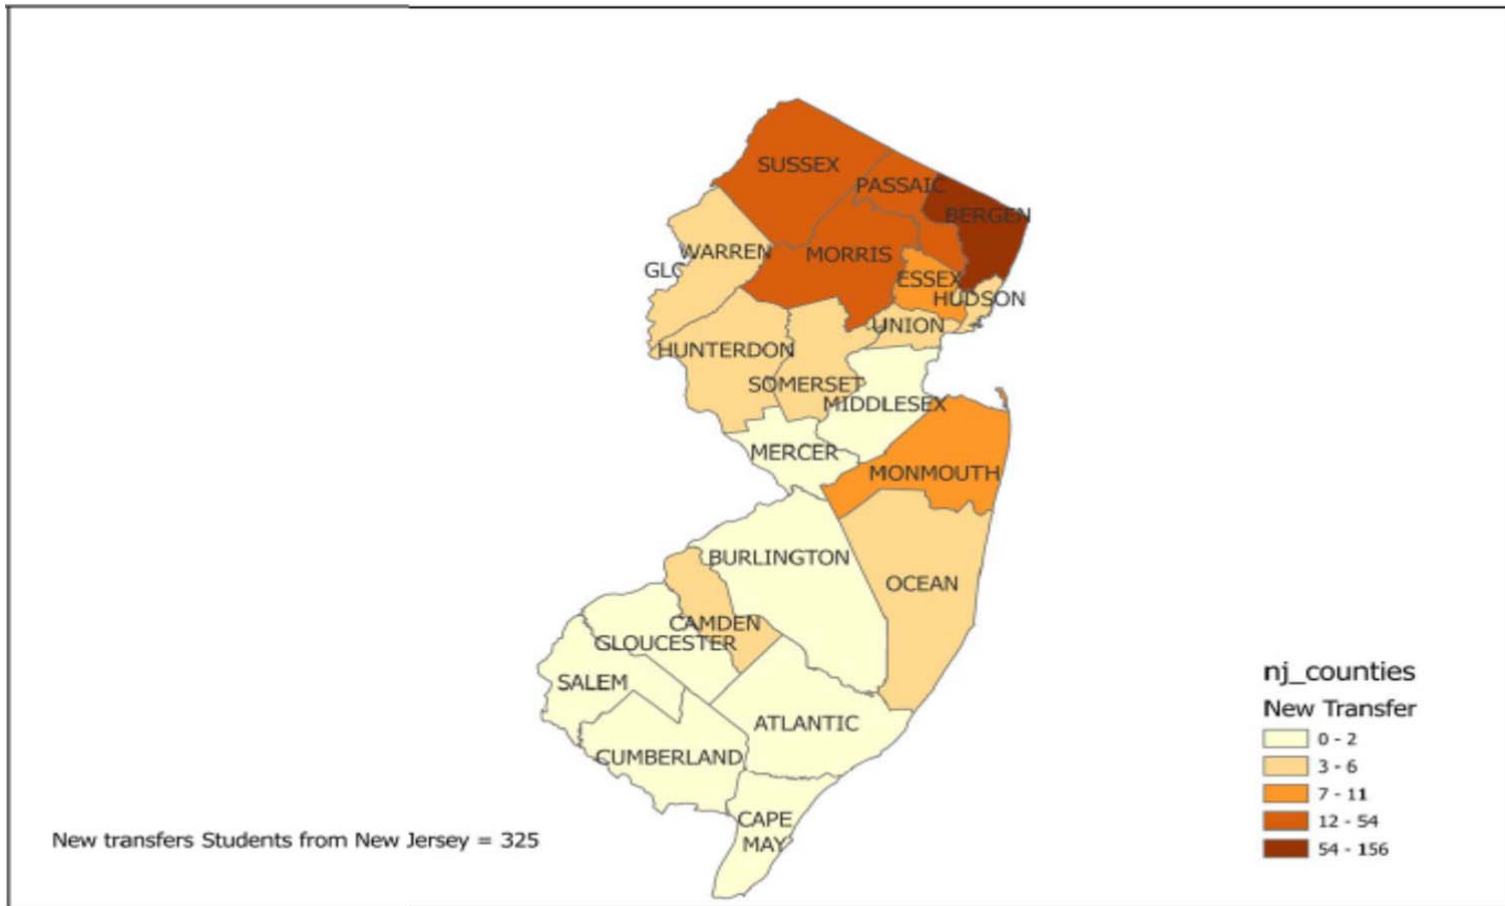 SUSSEX
PASSAIC
BERGEN
WARREN
MORRIS
GLO
ESSEX
HUDSON
UNION
HUNTERDON
SOMERSET
MIDDLESEX
MERCER
MONMOUTH
BURLINGTON
OCEAN
CAMDEN
GLOUCESTER
SALEM
ATLANTIC
CUMBERLAND
CAPE
MAY
nj_counties
New Transfer
0 - 2
3 - 6
7 - 11
12 - 54
54 - 156
New transfers Students from New Jersey = 325